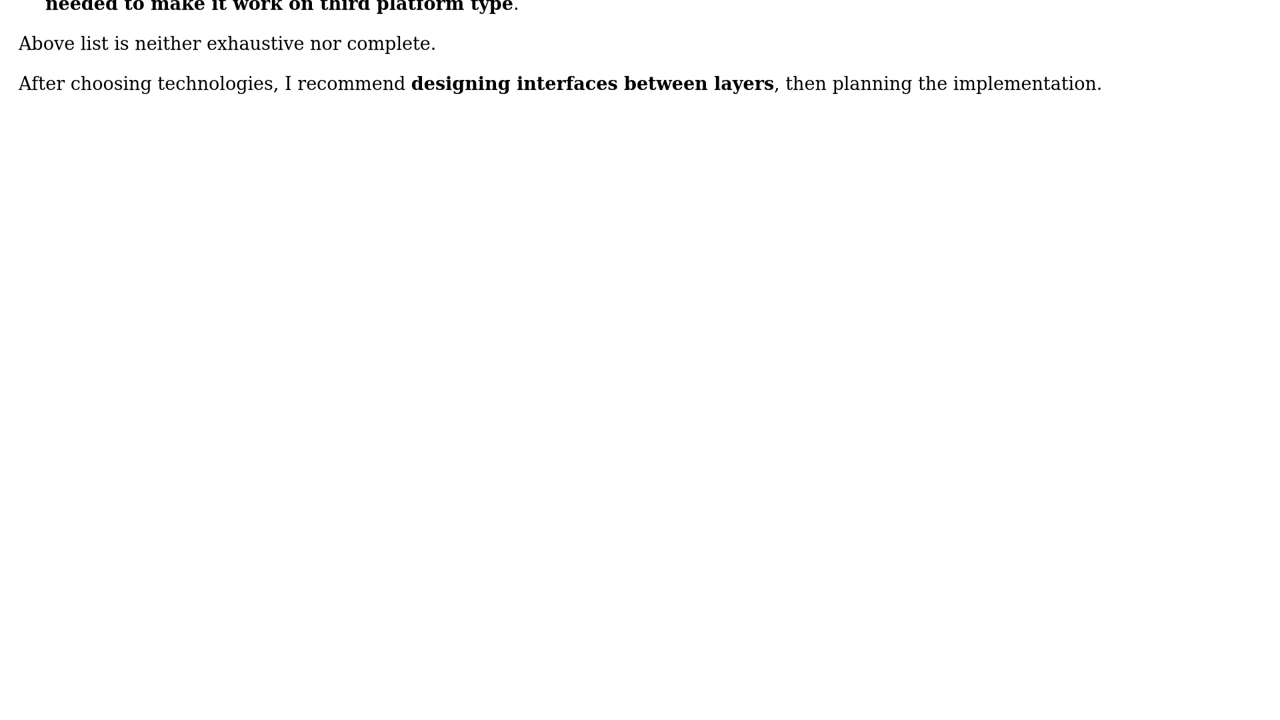 needed to make it work on third platform type.
Above list is neither exhaustive nor complete.
After choosing technologies, I recommend designing interfaces between layers, then planning the implementation.